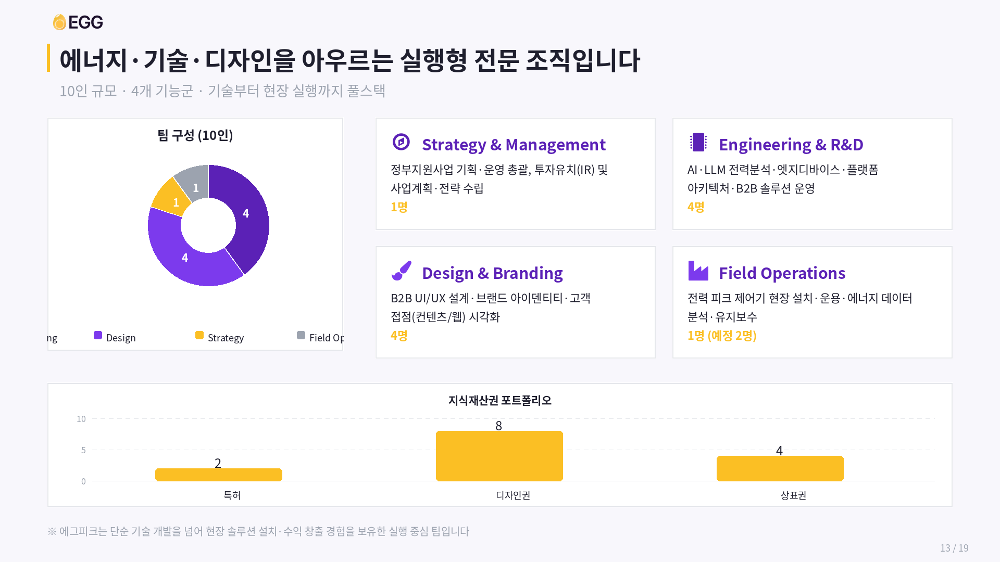 EGG
에너지·기술·디자인을 아우르는 실행형 전문 조직입니다
10인 규모 · 4개 기능군 · 기술부터 현장 실행까지 풀스택
팀 구성 (10인)
1
1
4
4
ng
Design
Strategy
Field Op
Strategy & Management
정부지원사업 기획·운영 총괄, 투자유치(IR) 및
사업계획·전략 수립
1명
Engineering & R&D
AI·LLM 전력분석·엣지디바이스·플랫폼
아키텍처·B2B 솔루션 운영
4명
Design & Branding
B2B UI/UX 설계·브랜드 아이덴티티·고객
접점(컨텐츠/웹) 시각화
4명
Field Operations
전력 피크 제어기 현장 설치·운용·에너지 데이터
분석·유지보수
1명 (예정 2명)
지식재산권 포트폴리오
10
5
0
2
8
4
특허
디자인권
상표권
※ 에그피크는 단순 기술 개발을 넘어 현장 솔루션 설치·수익 창출 경험을 보유한 실행 중심 팀입니다
13 / 19